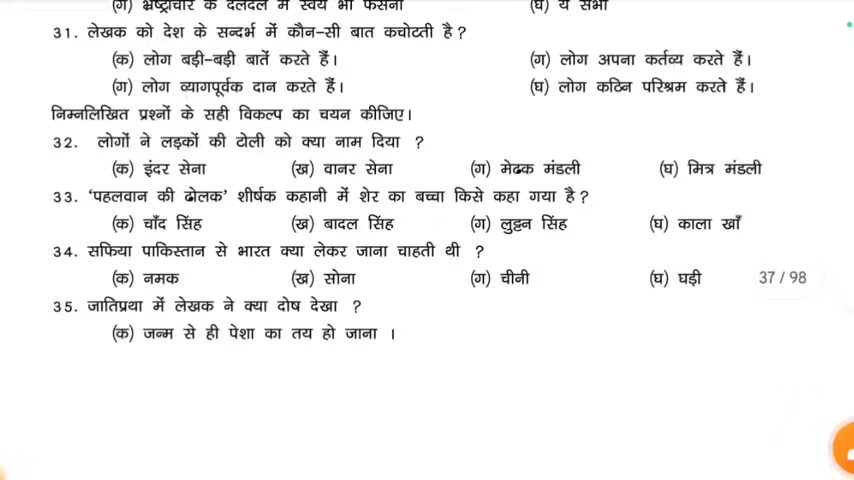 (ग) भ्रष्ट्राचार के दलदल में स्वयं भी फंसना (घ) ये सभी
31. लेखक को देश के सन्दर्भ में कौन-सी बात कचोटती है?
(क) लोग बड़ी-बड़ी बातें करते हैं। (ग) लोग अपना कर्तव्य करते हैं।
(ग) लोग व्यागपूर्वक दान करते हैं। (घ) लोग कठिन परिश्रम करते हैं।
निम्नलिखित प्रश्नों के सही विकल्प का चयन कीजिए।
32. लोगों ने लड़कों की टोली को क्या नाम दिया ?
(क) इंदर सेना (ख) वानर सेना (ग) मेढक मंडली (घ) मित्र मंडली
33. 'पहलवान की ढोलक' शीर्षक कहानी में शेर का बच्चा किसे कहा गया है?
(क) चाँद सिंह (ख) बादल सिंह (ग) लुट्टन सिंह (घ) काला खाँ
34. सफिया पाकिस्तान से भारत क्या लेकर जाना चाहती थी ?
(क) नमक (ख) सोना (ग) चीनी (घ) घड़ी 37 / 98
35. जातिप्रथा में लेखक ने क्या दोष देखा ?
(क) जन्म से ही पेशा का तय हो जाना ।